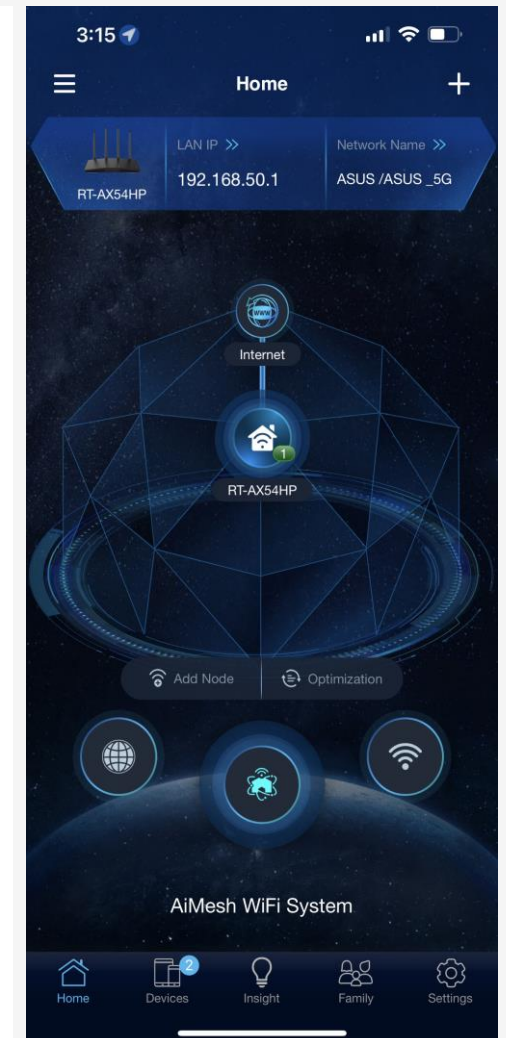 3:15
Home
LAN IP >>
Network Name >>
192.168.50.1
ASUS /ASUS _5G
RT-AX54HP
www
Internet
1
RT-AX54HP
Add Node
Optimization
AiMesh WiFi System
2
Home
Devices
Insight
Family
Settings